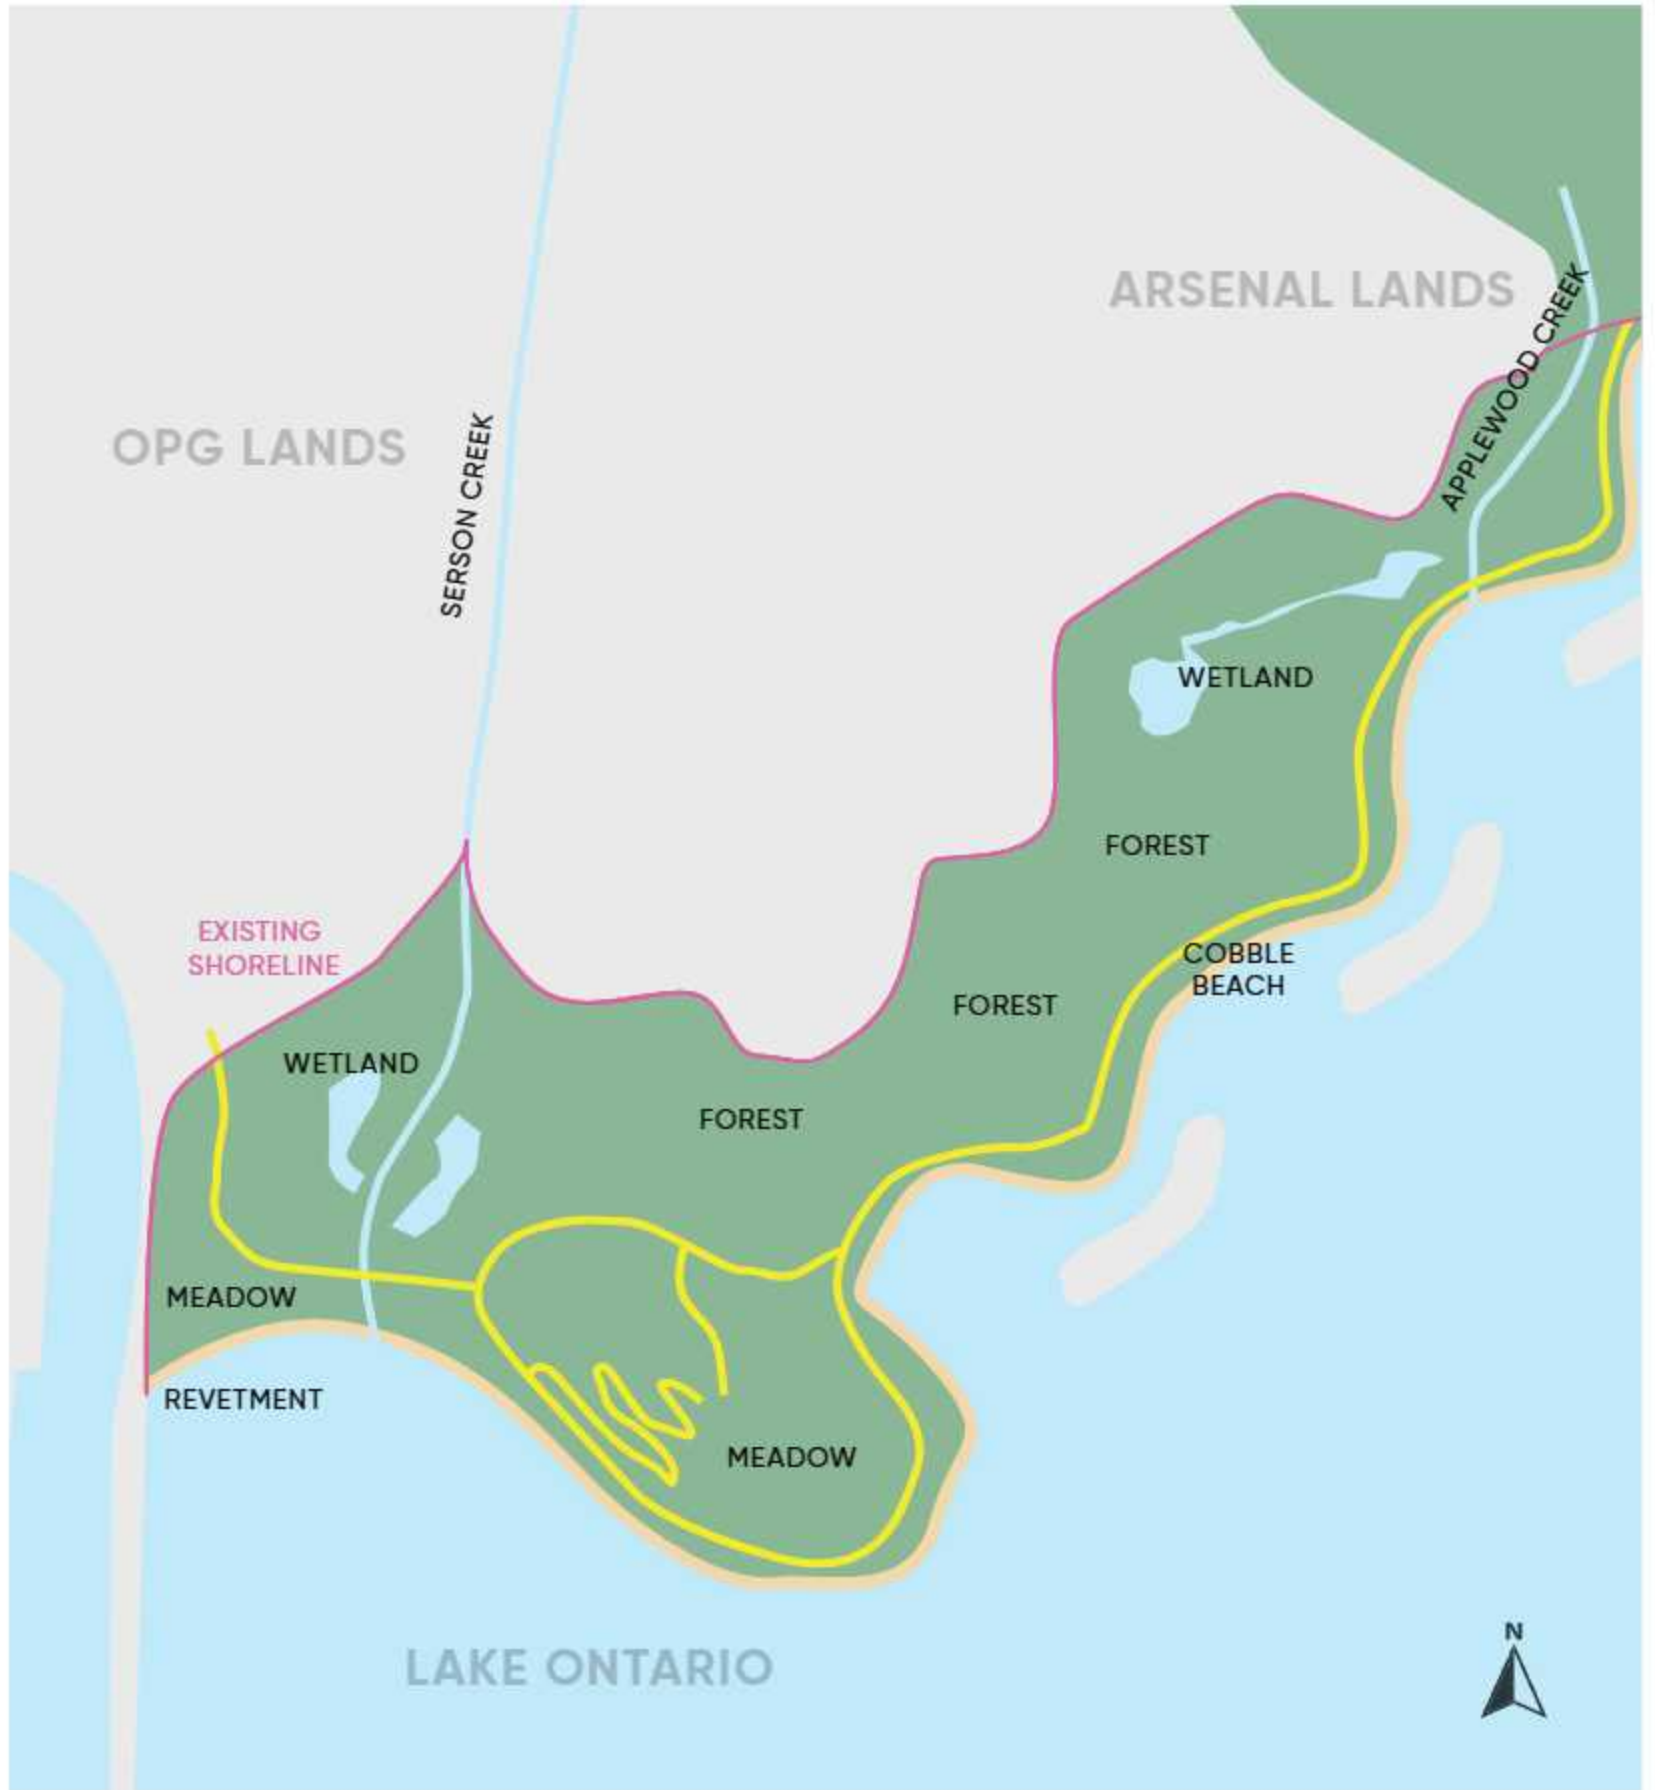 ARSENAL LANDS
APPLEWOOD CREEK
OPG LANDS
SERSON CREEK
WETLAND
FOREST
EXISTING
SHORELINE
COBBLE
BEACH
FOREST
WETLAND
FOREST
MEADOW
REVETMENT
MEADOW
LAKE ONTARIO
N